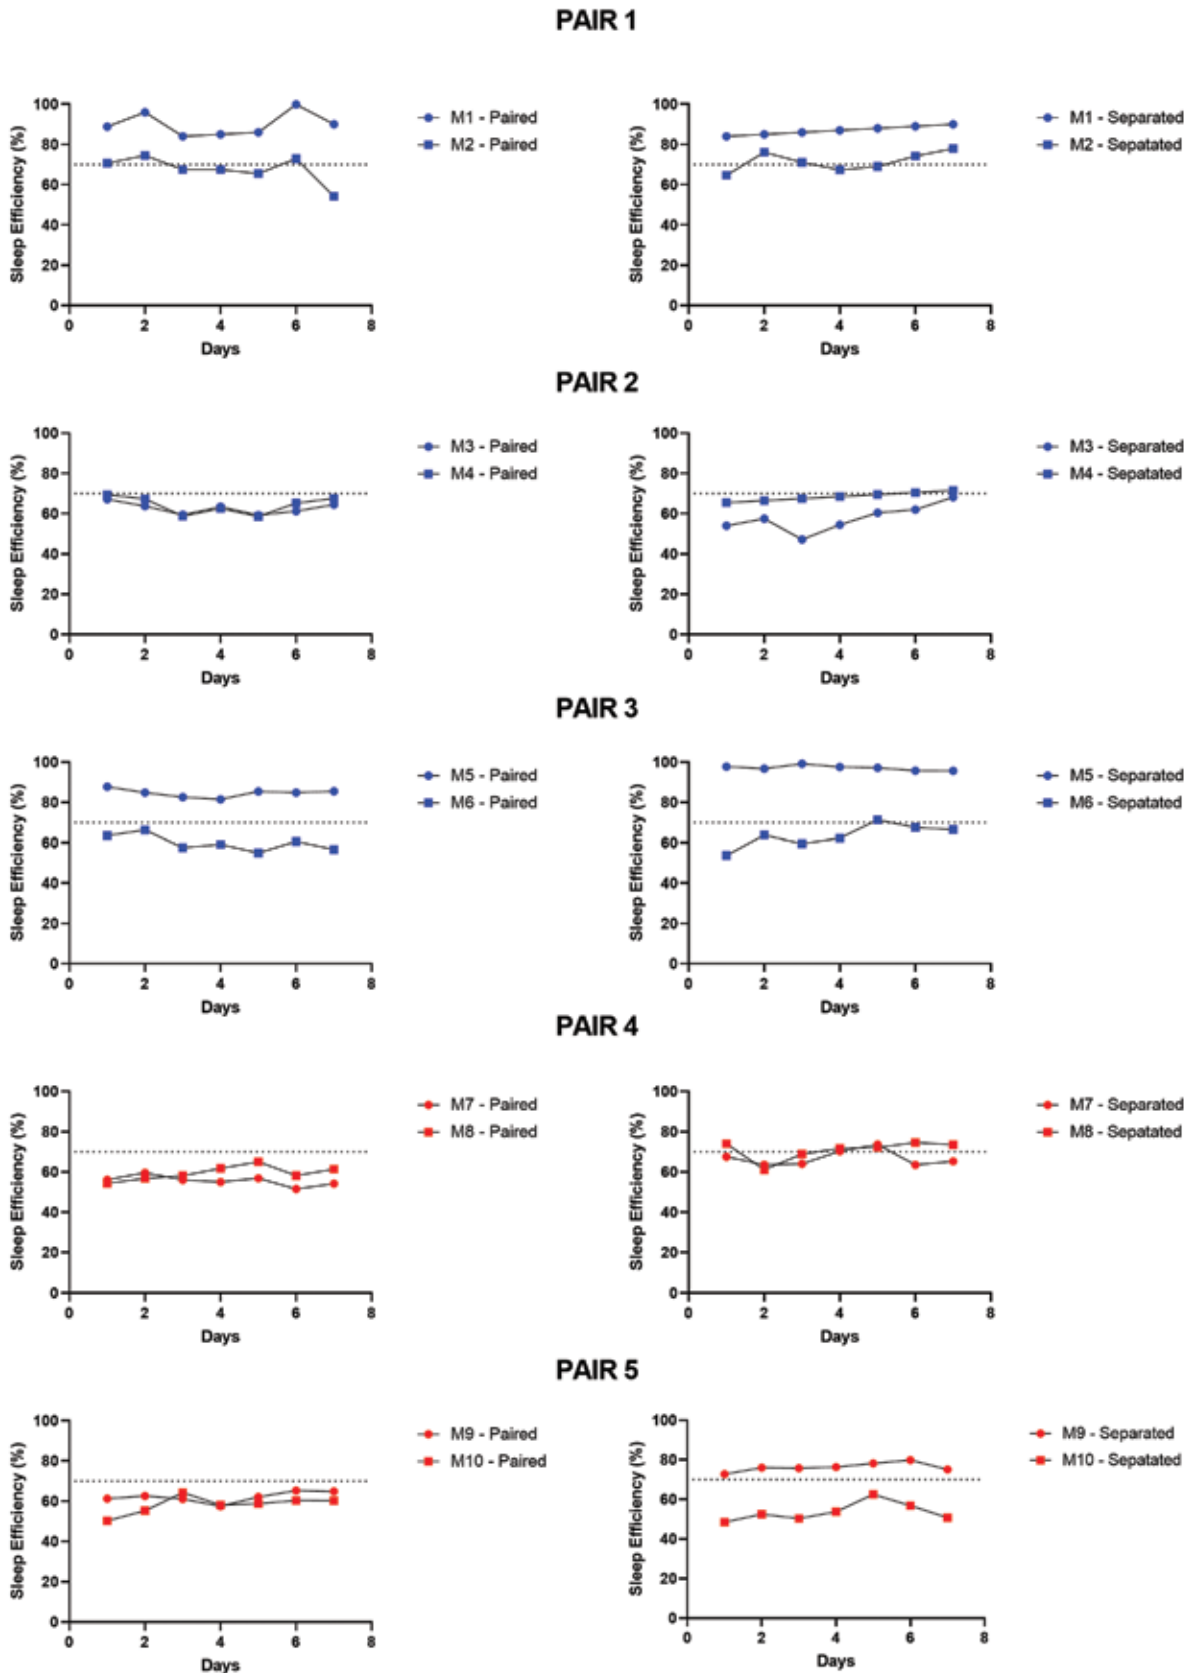 PAIR 1
Sleep Efficiency (%)
100
80
60
40
20
0
0 2 4 6 8
Days
M1 - Paired
M2 - Paired
Sleep Efficiency (%)
100
80
60
40
20
0
0 2 4 6 8
Days
M1 - Separated
M2 - Sepatated
PAIR 2
Sleep Efficiency (%)
100
80
60
40
20
0
0 2 4 6 8
Days
M3 - Paired
M4 - Paired
Sleep Efficiency (%)
100
80
60
40
20
0
0 2 4 6 8
Days
M3 - Separated
M4 - Sepatated
PAIR 3
Sleep Efficiency (%)
100
80
60
40
20
0
0 2 4 6 8
Days
M5 - Paired
M6 - Paired
Sleep Efficiency (%)
100
80
60
40
20
0
0 2 4 6 8
Days
M5 - Separated
M6 - Sepatated
PAIR 4
Sleep Efficiency (%)
100
80
60
40
20
0
0 2 4 6 8
Days
M7 - Paired
M8 - Paired
Sleep Efficiency (%)
100
80
60
40
20
0
0 2 4 6 8
Days
M7 - Separated
M8 - Sepatated
PAIR 5
Sleep Efficiency (%)
100
80
60
40
20
0
0 2 4 6 8
Days
M9 - Paired
M10 - Paired
Sleep Efficiency (%)
100
80
60
40
20
0
0 2 4 6 8
Days
M9 - Separated
M10 - Sepatated